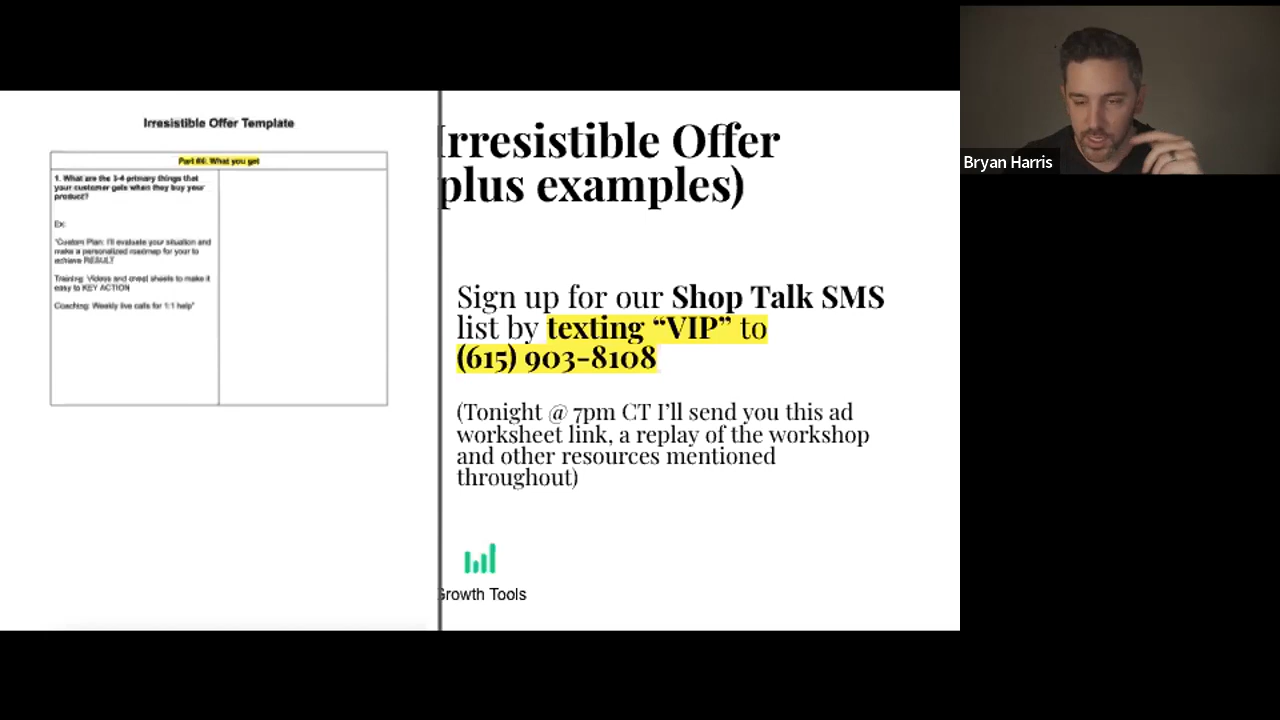 Irresistible Offer Template
Part #6: What you get
1. What are the 3-4 primary things that
your customer gets when they buy your
product?
Ex:
"Custom Plan: I'll evaluate your situation and
make a personalized roadmap for your to
achieve RESULT
Training: Videos and cheat sheets to make it
easy to KEY ACTION
Coaching: Weekly live calls for 1:1 help"
Irresistible Offer
plus examples)
Sign up for our Shop Talk SMS
list by texting “VIP” to
(615) 903-8108
(Tonight @ 7pm CT I’ll send you this ad
worksheet link, a replay of the workshop
and other resources mentioned
throughout)
Growth Tools
Bryan Harris